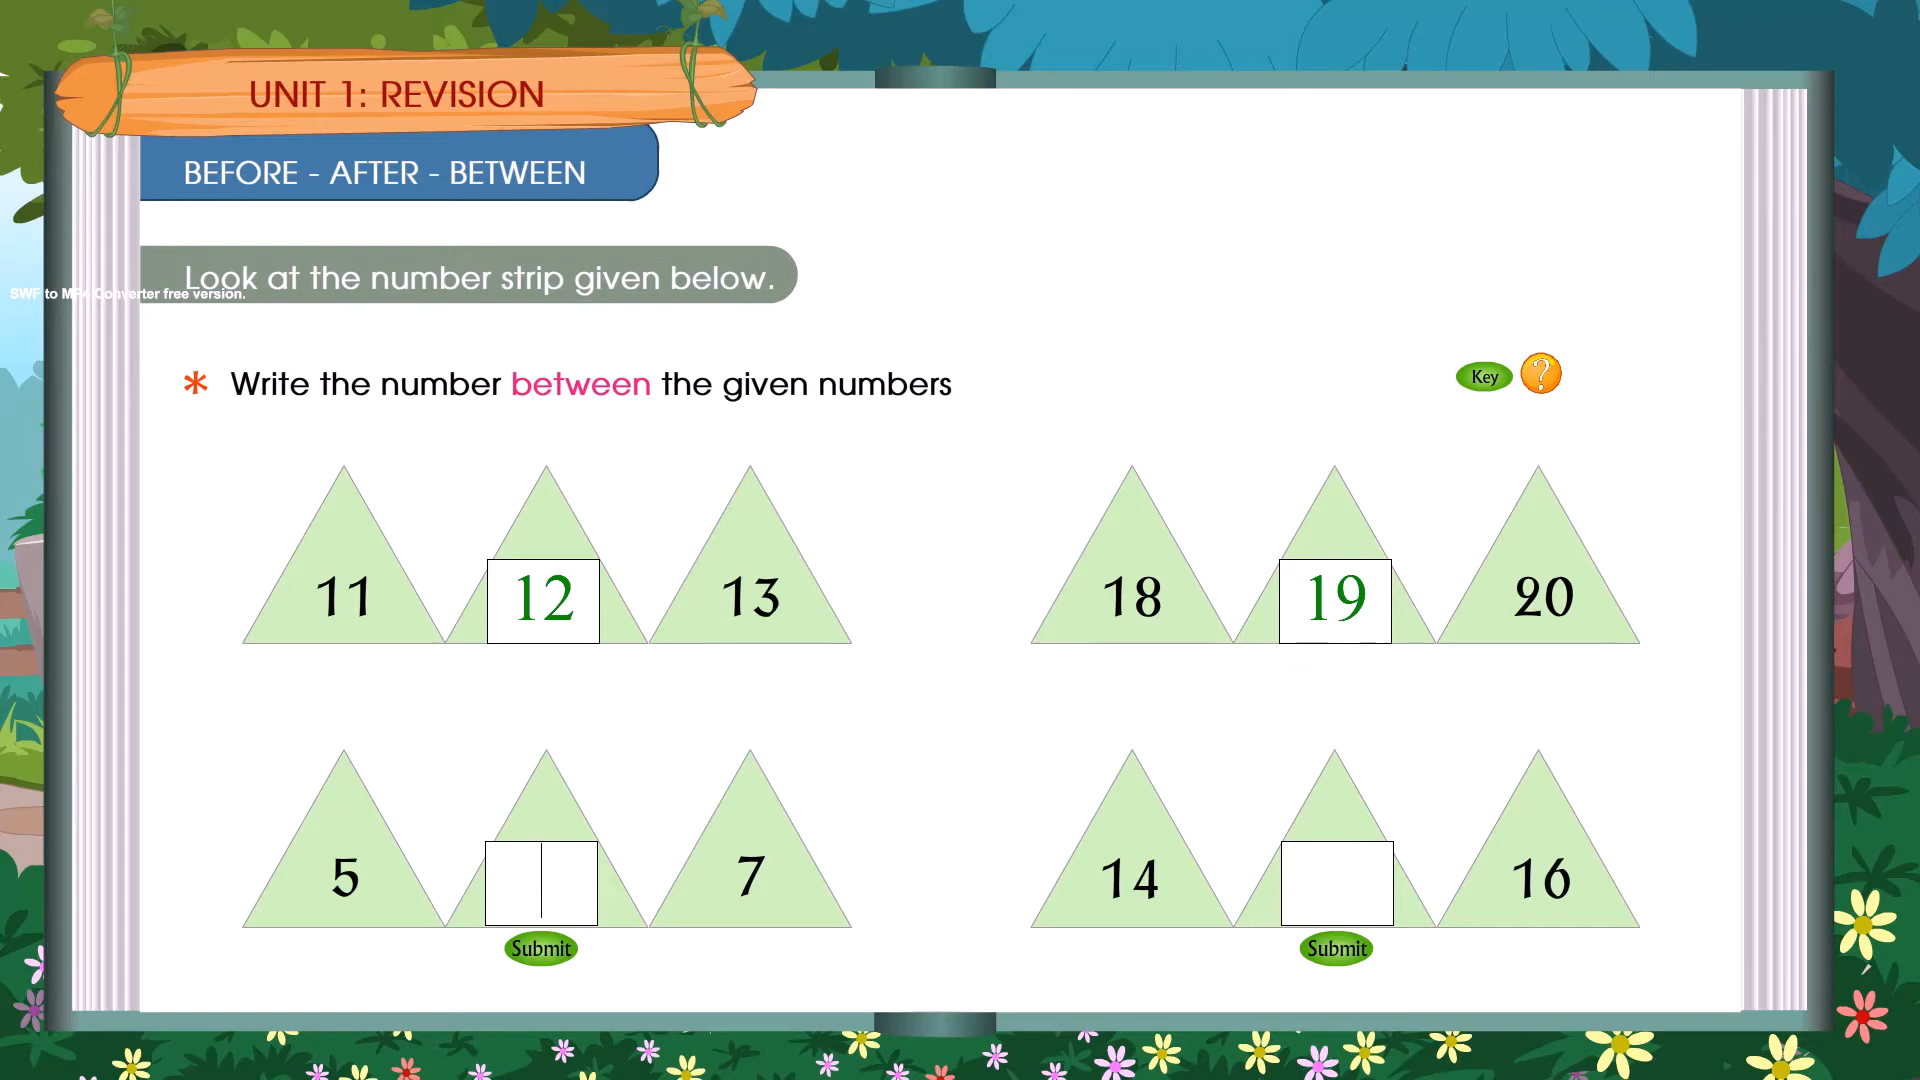 UNIT 1: REVISION
BEFORE - AFTER - BETWEEN
Look at the number strip given below.
SWF to MP4 Converter free version.
* Write the number between the given numbers
Key ?
11 12 13
18 19 20
5 7
Submit
14 16
Submit